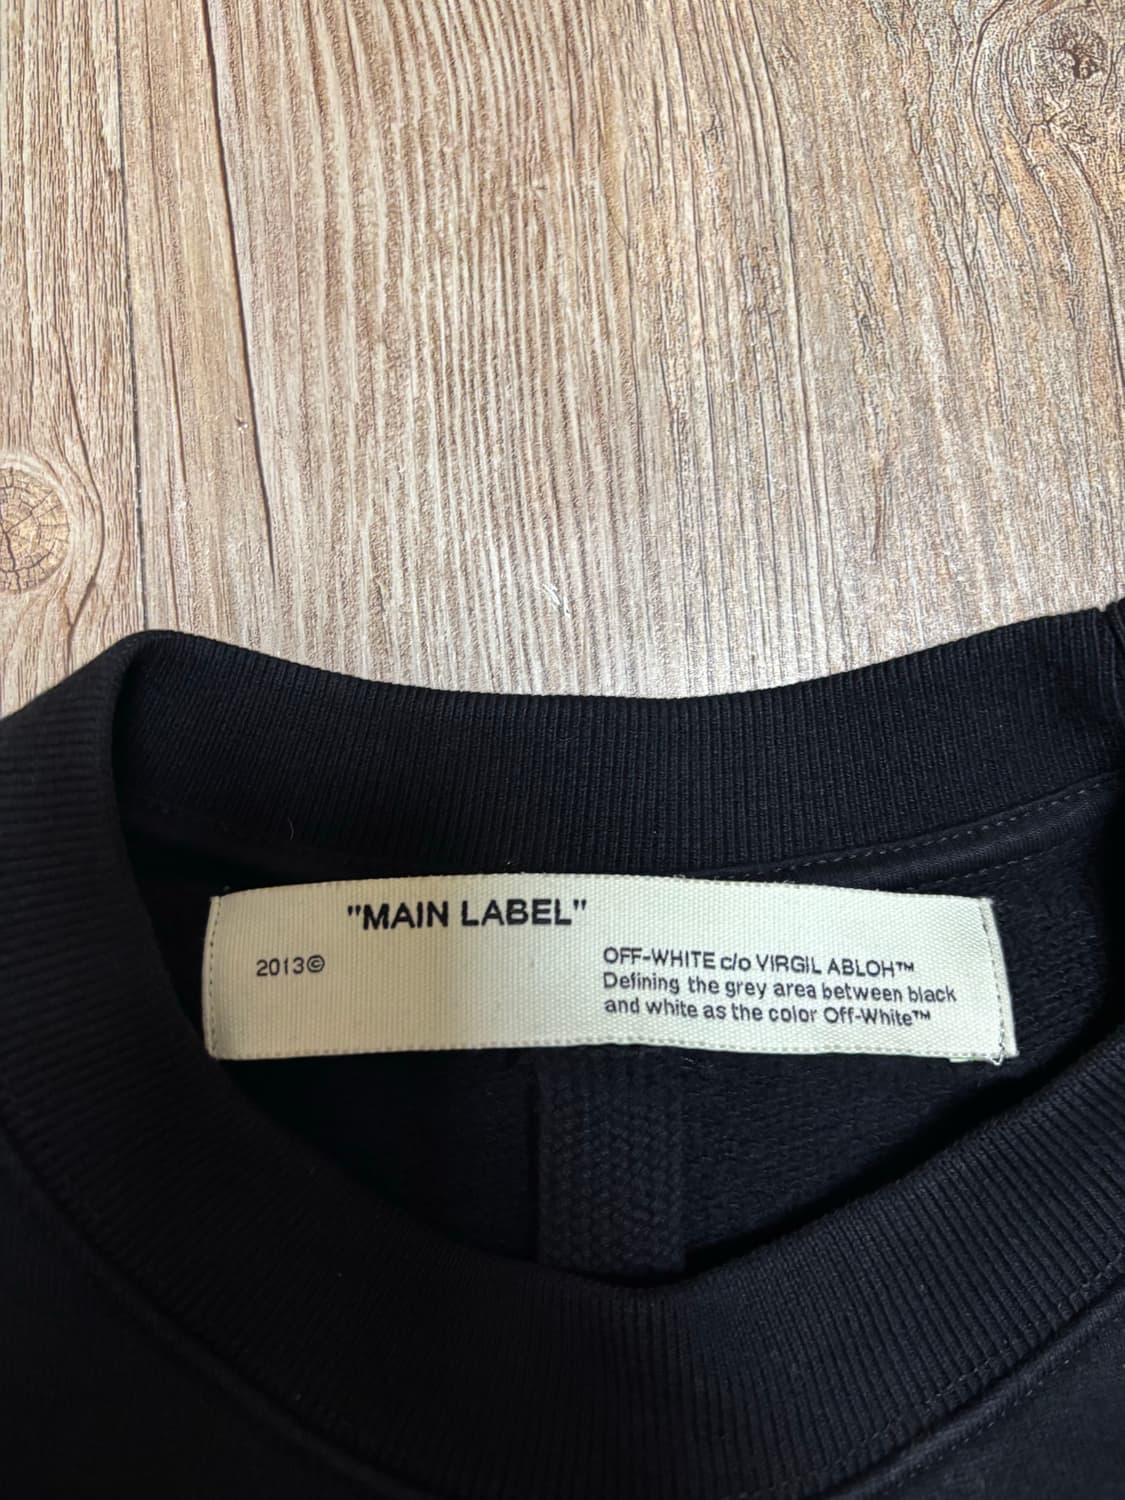 "MAIN LABEL"
2013©
OFF-WHITE c/o VIRGIL ABLOH™
Defining the grey area between black
and white as the color Off-White™